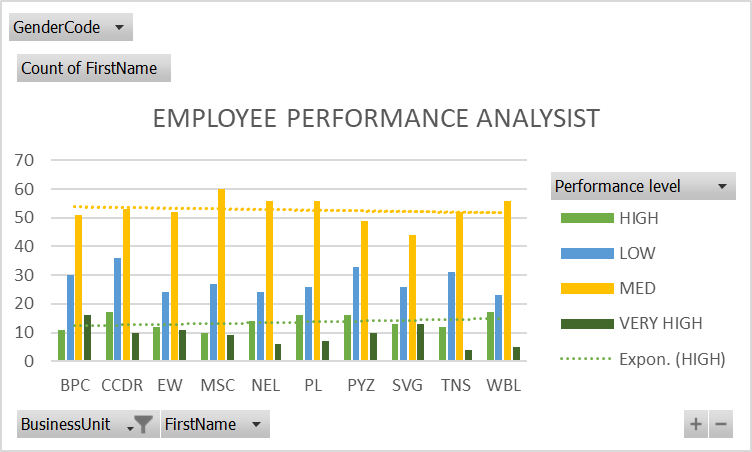 GenderCode
Count of FirstName
EMPLOYEE PERFORMANCE ANALYSIST
70
60
50
40
30
20
10
0
BPC CCDR EW MSC NEL PL PYZ SVG TNS WBL
Performance level
HIGH
LOW
MED
VERY HIGH
Expon. (HIGH)
BusinessUnit FirstName
+ −